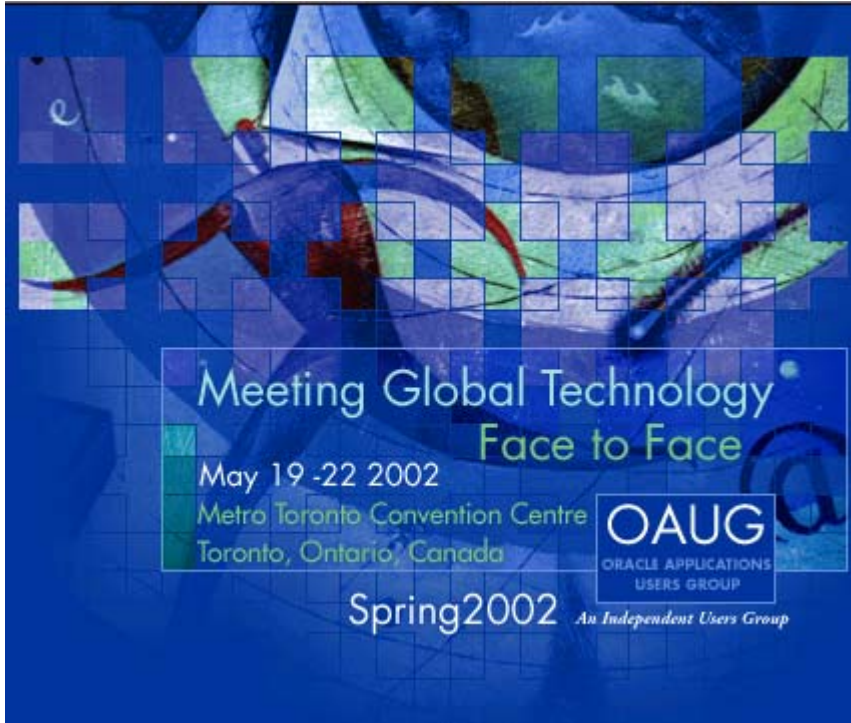 e
Meeting Global Technology
Face to Face
May 19 -22 2002
Metro Toronto Convention Centre
Toronto, Ontario, Canada
@
OAUG
ORACLE APPLICATIONS
USERS GROUP
Spring2002
An Independent Users Group